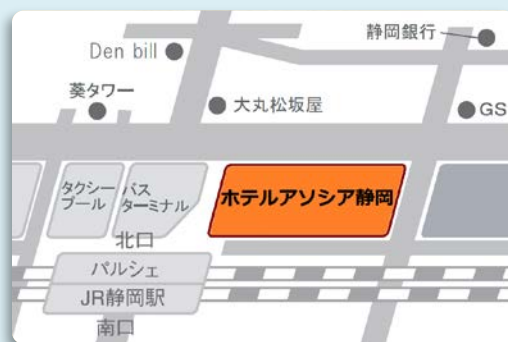 静岡銀行
Den bill
葵タワー
大丸松坂屋
GS
タクシー
プール
バス
ターミナル
ホテルアソシア静岡
北口
パルシェ
JR静岡駅
南口